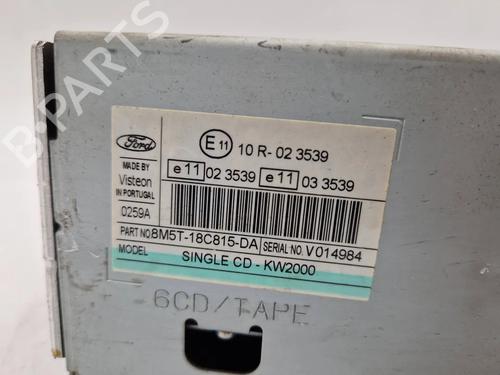 B-Parts
Ford
E 11 10 R- 02 3539
MADE BY
Visteon
IN PORTUGAL
e 11 02 3539 e 11 03 3539
0259A
PART NO. 8M5T-18C815-DA SERIAL NO. V 014984
MODEL SINGLE CD - KW2000
6CD/TAPE